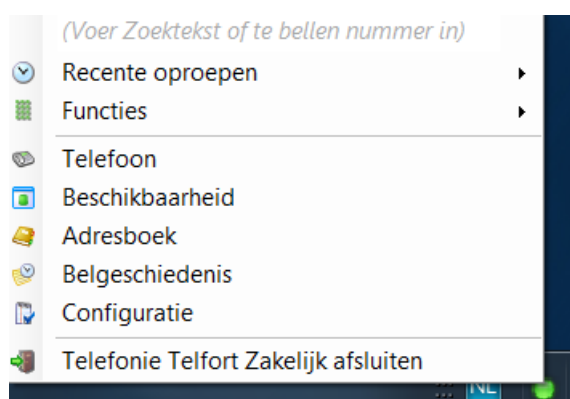 (Voer Zoektekst of te bellen nummer in)
Recente oproepen
Functies
Telefoon
Beschikbaarheid
Adresboek
Belgeschiedenis
Configuratie
Telefonie Telfort Zakelijk afsluiten
NL